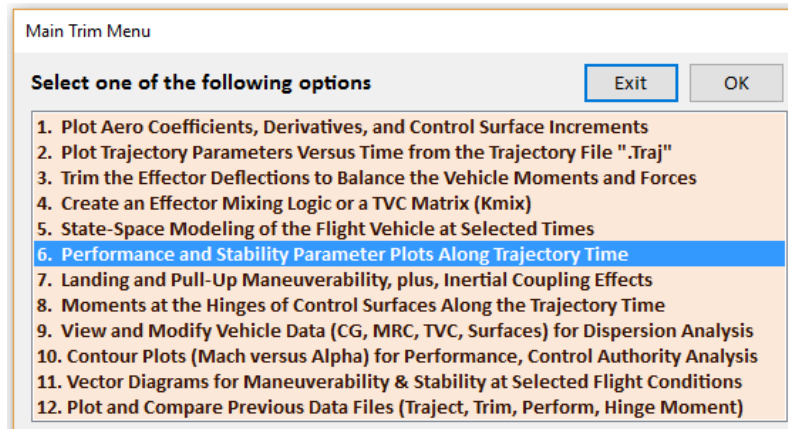 Main Trim Menu
Select one of the following options
Exit
OK
1. Plot Aero Coefficients, Derivatives, and Control Surface Increments
2. Plot Trajectory Parameters Versus Time from the Trajectory File ".Traj"
3. Trim the Effector Deflections to Balance the Vehicle Moments and Forces
4. Create an Effector Mixing Logic or a TVC Matrix (Kmix)
5. State-Space Modeling of the Flight Vehicle at Selected Times
6. Performance and Stability Parameter Plots Along Trajectory Time
7. Landing and Pull-Up Maneuverability, plus, Inertial Coupling Effects
8. Moments at the Hinges of Control Surfaces Along the Trajectory Time
9. View and Modify Vehicle Data (CG, MRC, TVC, Surfaces) for Dispersion Analysis
10. Contour Plots (Mach versus Alpha) for Performance, Control Authority Analysis
11. Vector Diagrams for Maneuverability & Stability at Selected Flight Conditions
12. Plot and Compare Previous Data Files (Traject, Trim, Perform, Hinge Moment)